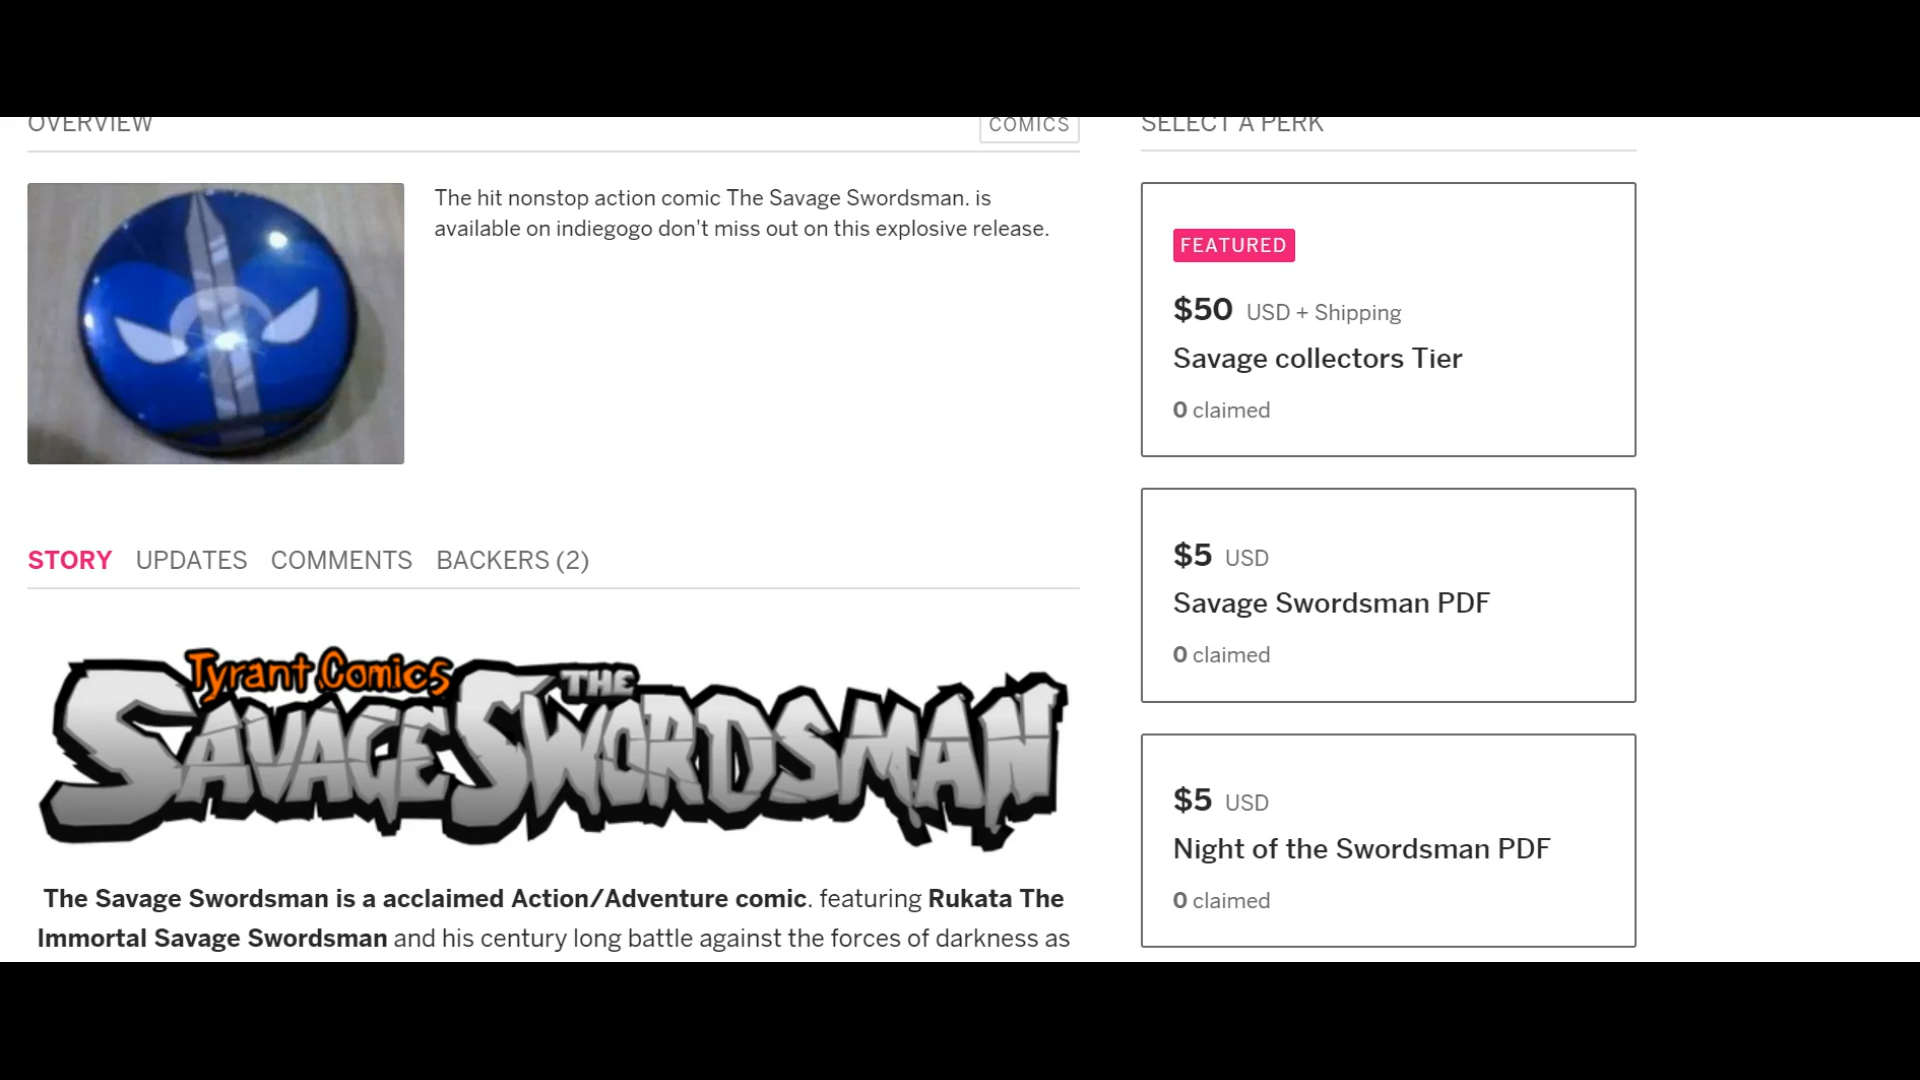 OVERVIEW
COMICS
The hit nonstop action comic The Savage Swordsman. is
available on indiegogo don't miss out on this explosive release.
STORY UPDATES COMMENTS BACKERS (2)
Tyrant Comics
THE
SAVAGE SWORDSMAN
The Savage Swordsman is a acclaimed Action/Adventure comic. featuring Rukata The
Immortal Savage Swordsman and his century long battle against the forces of darkness as
SELECT A PERK
FEATURED
$50 USD + Shipping
Savage collectors Tier
0 claimed
$5 USD
Savage Swordsman PDF
0 claimed
$5 USD
Night of the Swordsman PDF
0 claimed